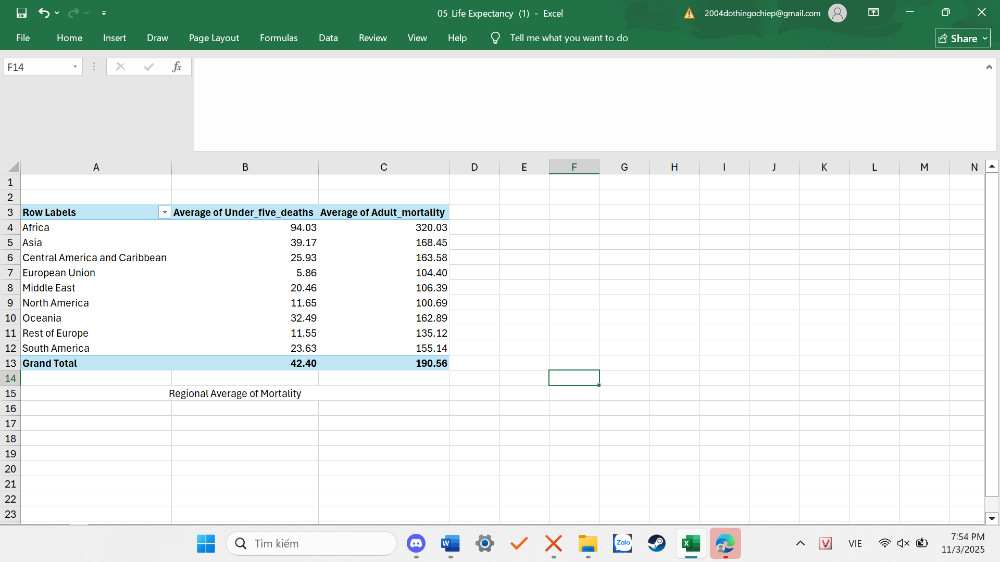 05_Life Expectancy (1) - Excel
2004dothingochiep@gmail.com
File Home Insert Draw Page Layout Formulas Data Review View Help Tell me what you want to do Share
F14 fx
A B C D E F G H I J K L M N
1
2
3 Row Labels Average of Under_five_deaths Average of Adult_mortality
4 Africa 94.03 320.03
5 Asia 39.17 168.45
6 Central America and Caribbean 25.93 163.58
7 European Union 5.86 104.40
8 Middle East 20.46 106.39
9 North America 11.65 100.69
10 Oceania 32.49 162.89
11 Rest of Europe 11.55 135.12
12 South America 23.63 155.14
13 Grand Total 42.40 190.56
14
15 Regional Average of Mortality
16
17
18
19
20
21
22
23
Tìm kiếm W Zalo X V VIE 7:54 PM
11/3/2025